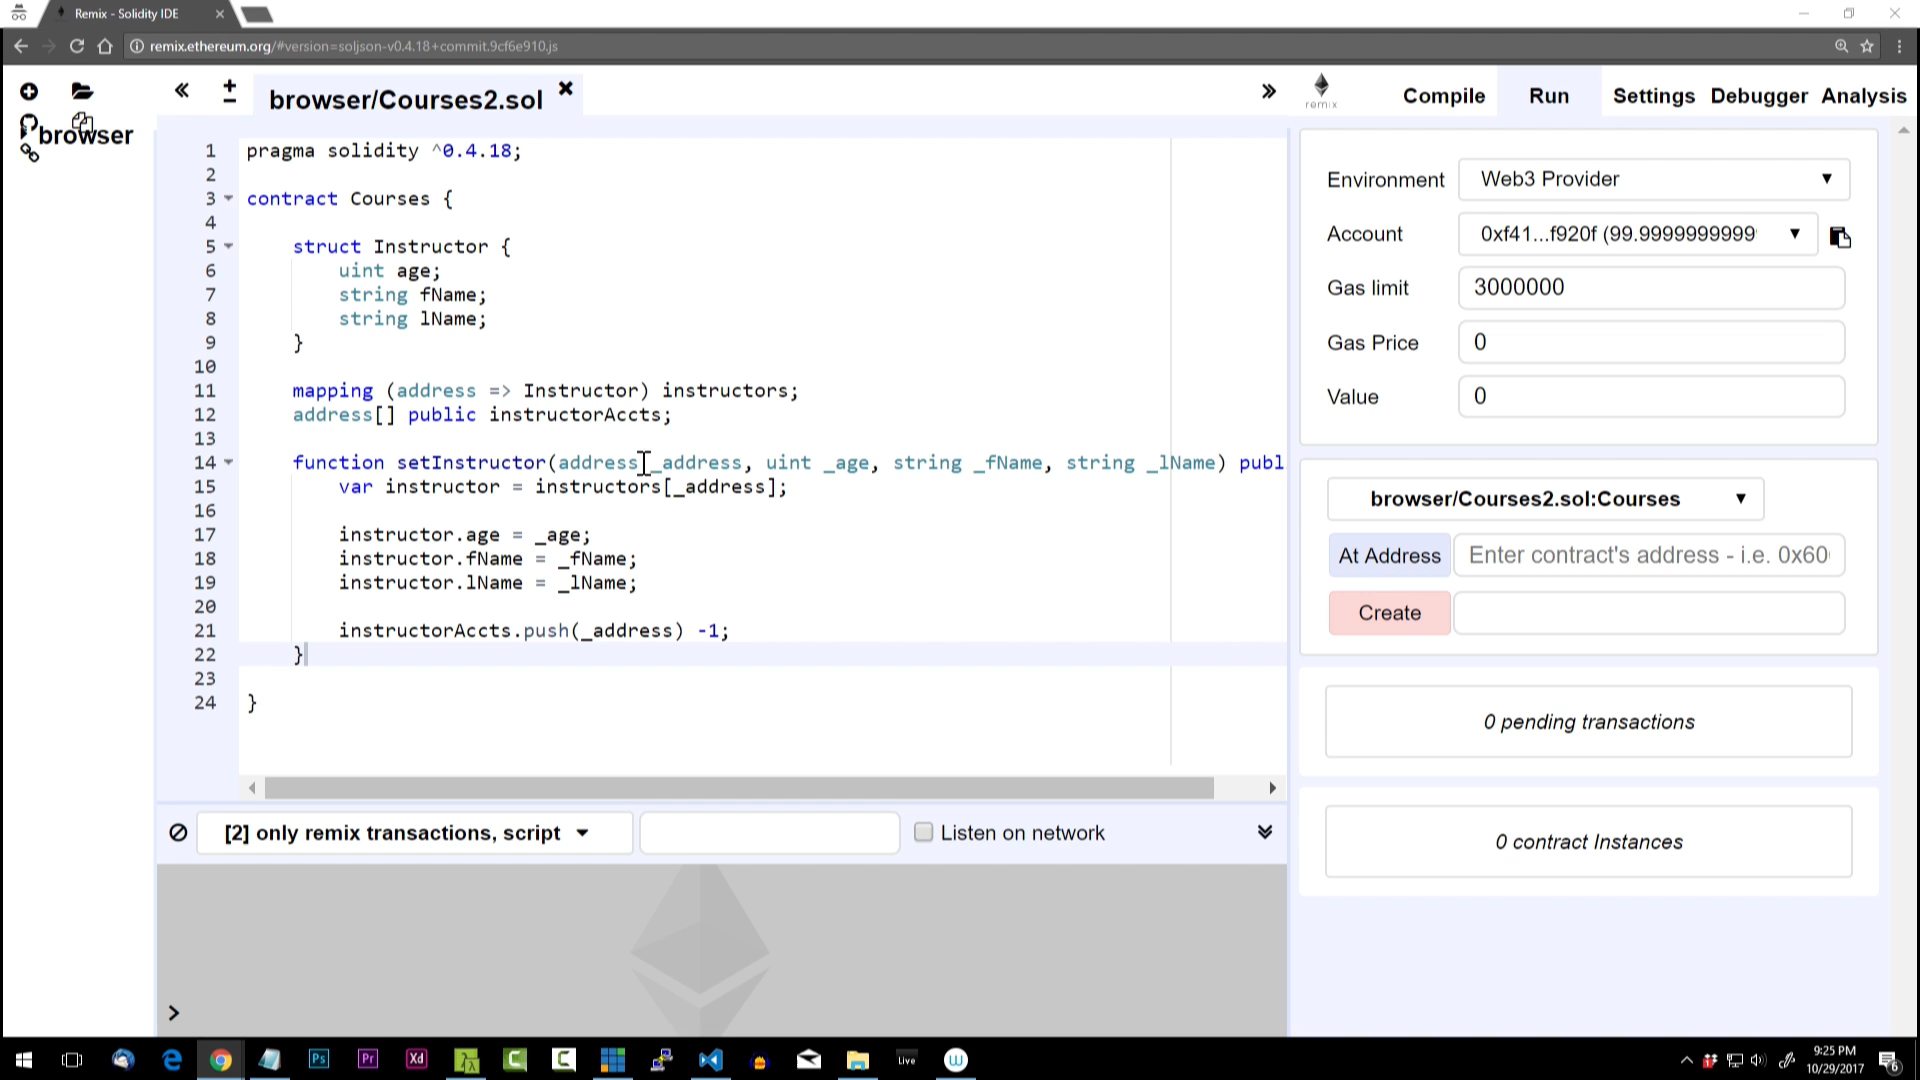 Remix - Solidity IDE
remix.ethereum.org/#version=soljson-v0.4.18+commit.9cf6e910.js
browser
browser/Courses2.sol
remix
Compile
Run
Settings
Debugger
Analysis
1 pragma solidity ^0.4.18;
2
3 contract Courses {
4
5 struct Instructor {
6 uint age;
7 string fName;
8 string lName;
9 }
10
11 mapping (address => Instructor) instructors;
12 address[] public instructorAccts;
13
14 function setInstructor(address _address, uint _age, string _fName, string _lName) publ
15 var instructor = instructors[_address];
16
17 instructor.age = _age;
18 instructor.fName = _fName;
19 instructor.lName = _lName;
20
21 instructorAccts.push(_address) -1;
22 }
23
24 }
[2] only remix transactions, script
Listen on network
>
Environment Web3 Provider
Account 0xf41...f920f (99.9999999999
Gas limit 3000000
Gas Price 0
Value 0
browser/Courses2.sol:Courses
At Address Enter contract's address - i.e. 0x60
Create
0 pending transactions
0 contract Instances
Ps
Pr
Xd
Live
9:25 PM
10/29/2017
6